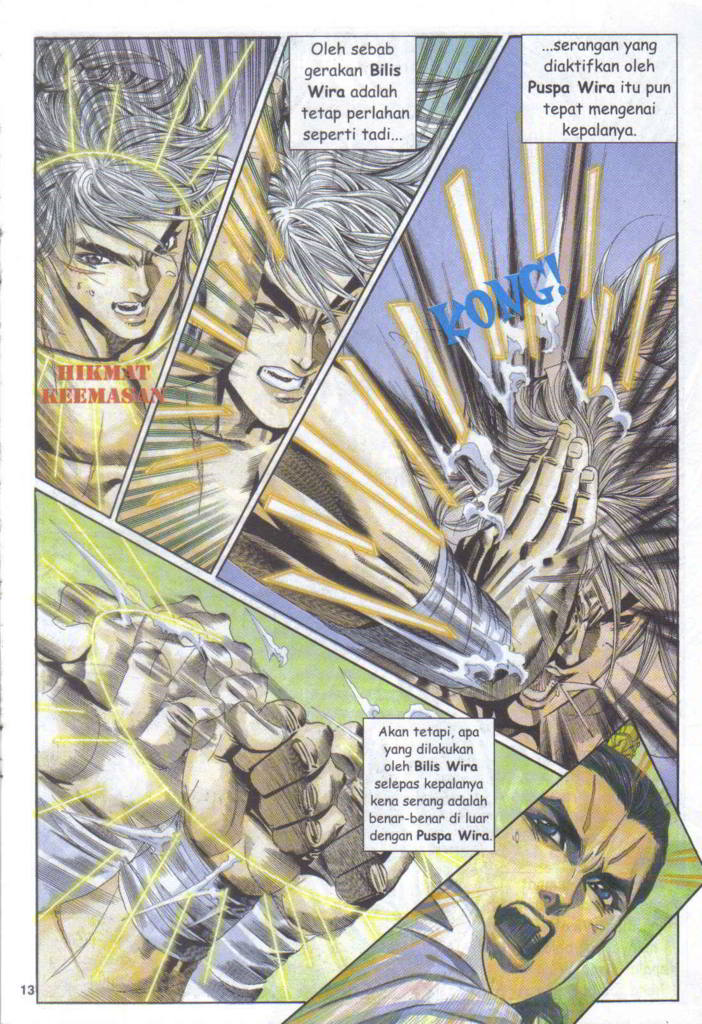 HIKMAT
KEEMASAN
Oleh sebab
gerakan Bilis
Wira adalah
tetap perlahan
seperti tadi...
...serangan yang
diaktifkan oleh
Puspa Wira itu pun
tepat mengenai
kepalanya.
KONG!
Akan tetapi, apa
yang dilakukan
oleh Bilis Wira
selepas kepalanya
kena serang adalah
benar-benar di luar
dengan Puspa Wira.
13